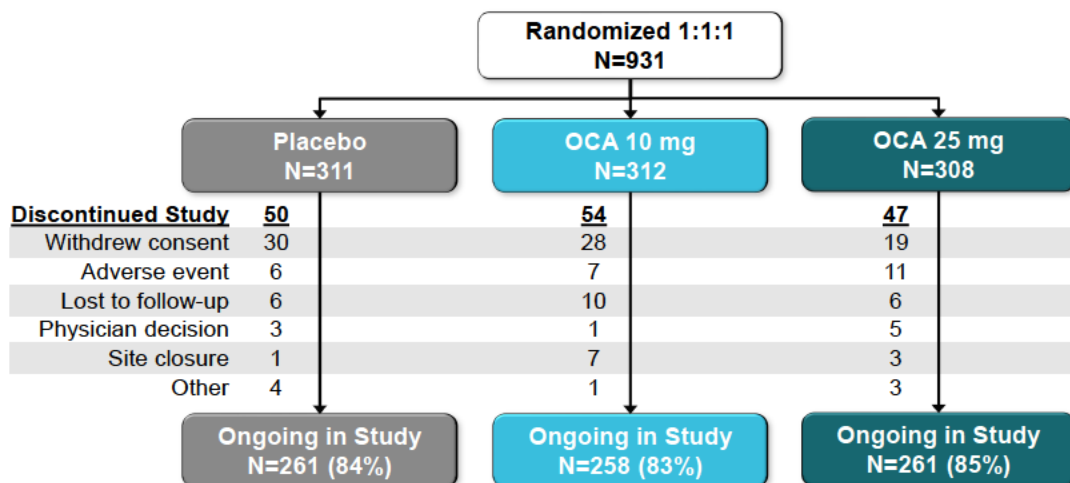 Randomized 1:1:1
N=931
Placebo
N=311
OCA 10 mg
N=312
OCA 25 mg
N=308
Discontinued Study 50 54 47
Withdrew consent 30 28 19
Adverse event 6 7 11
Lost to follow-up 6 10 6
Physician decision 3 1 5
Site closure 1 7 3
Other 4 1 3
Ongoing in Study
N=261 (84%)
Ongoing in Study
N=258 (83%)
Ongoing in Study
N=261 (85%)